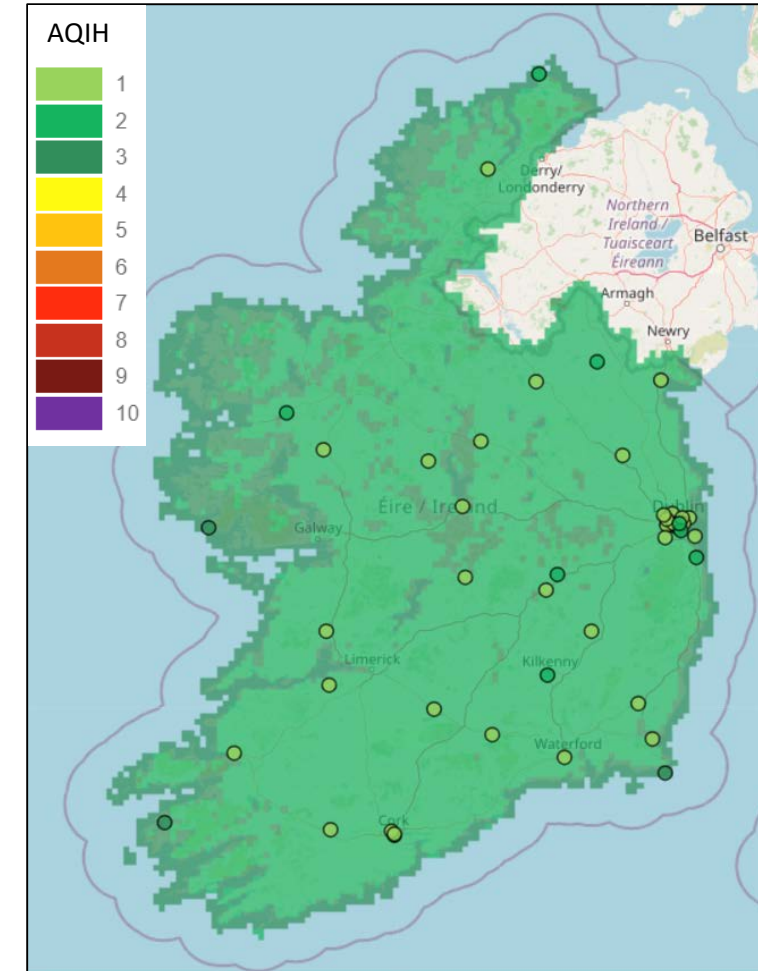 AQIH
1
2
3
4
5
6
7
8
9
10
Derry/
Londonderry
Northern
Ireland /
Tuaisceart
Éireann
Belfast
Armagh
Newry
Éire / Ireland
Dublin
Galway
Limerick
Kilkenny
Waterford
Cork